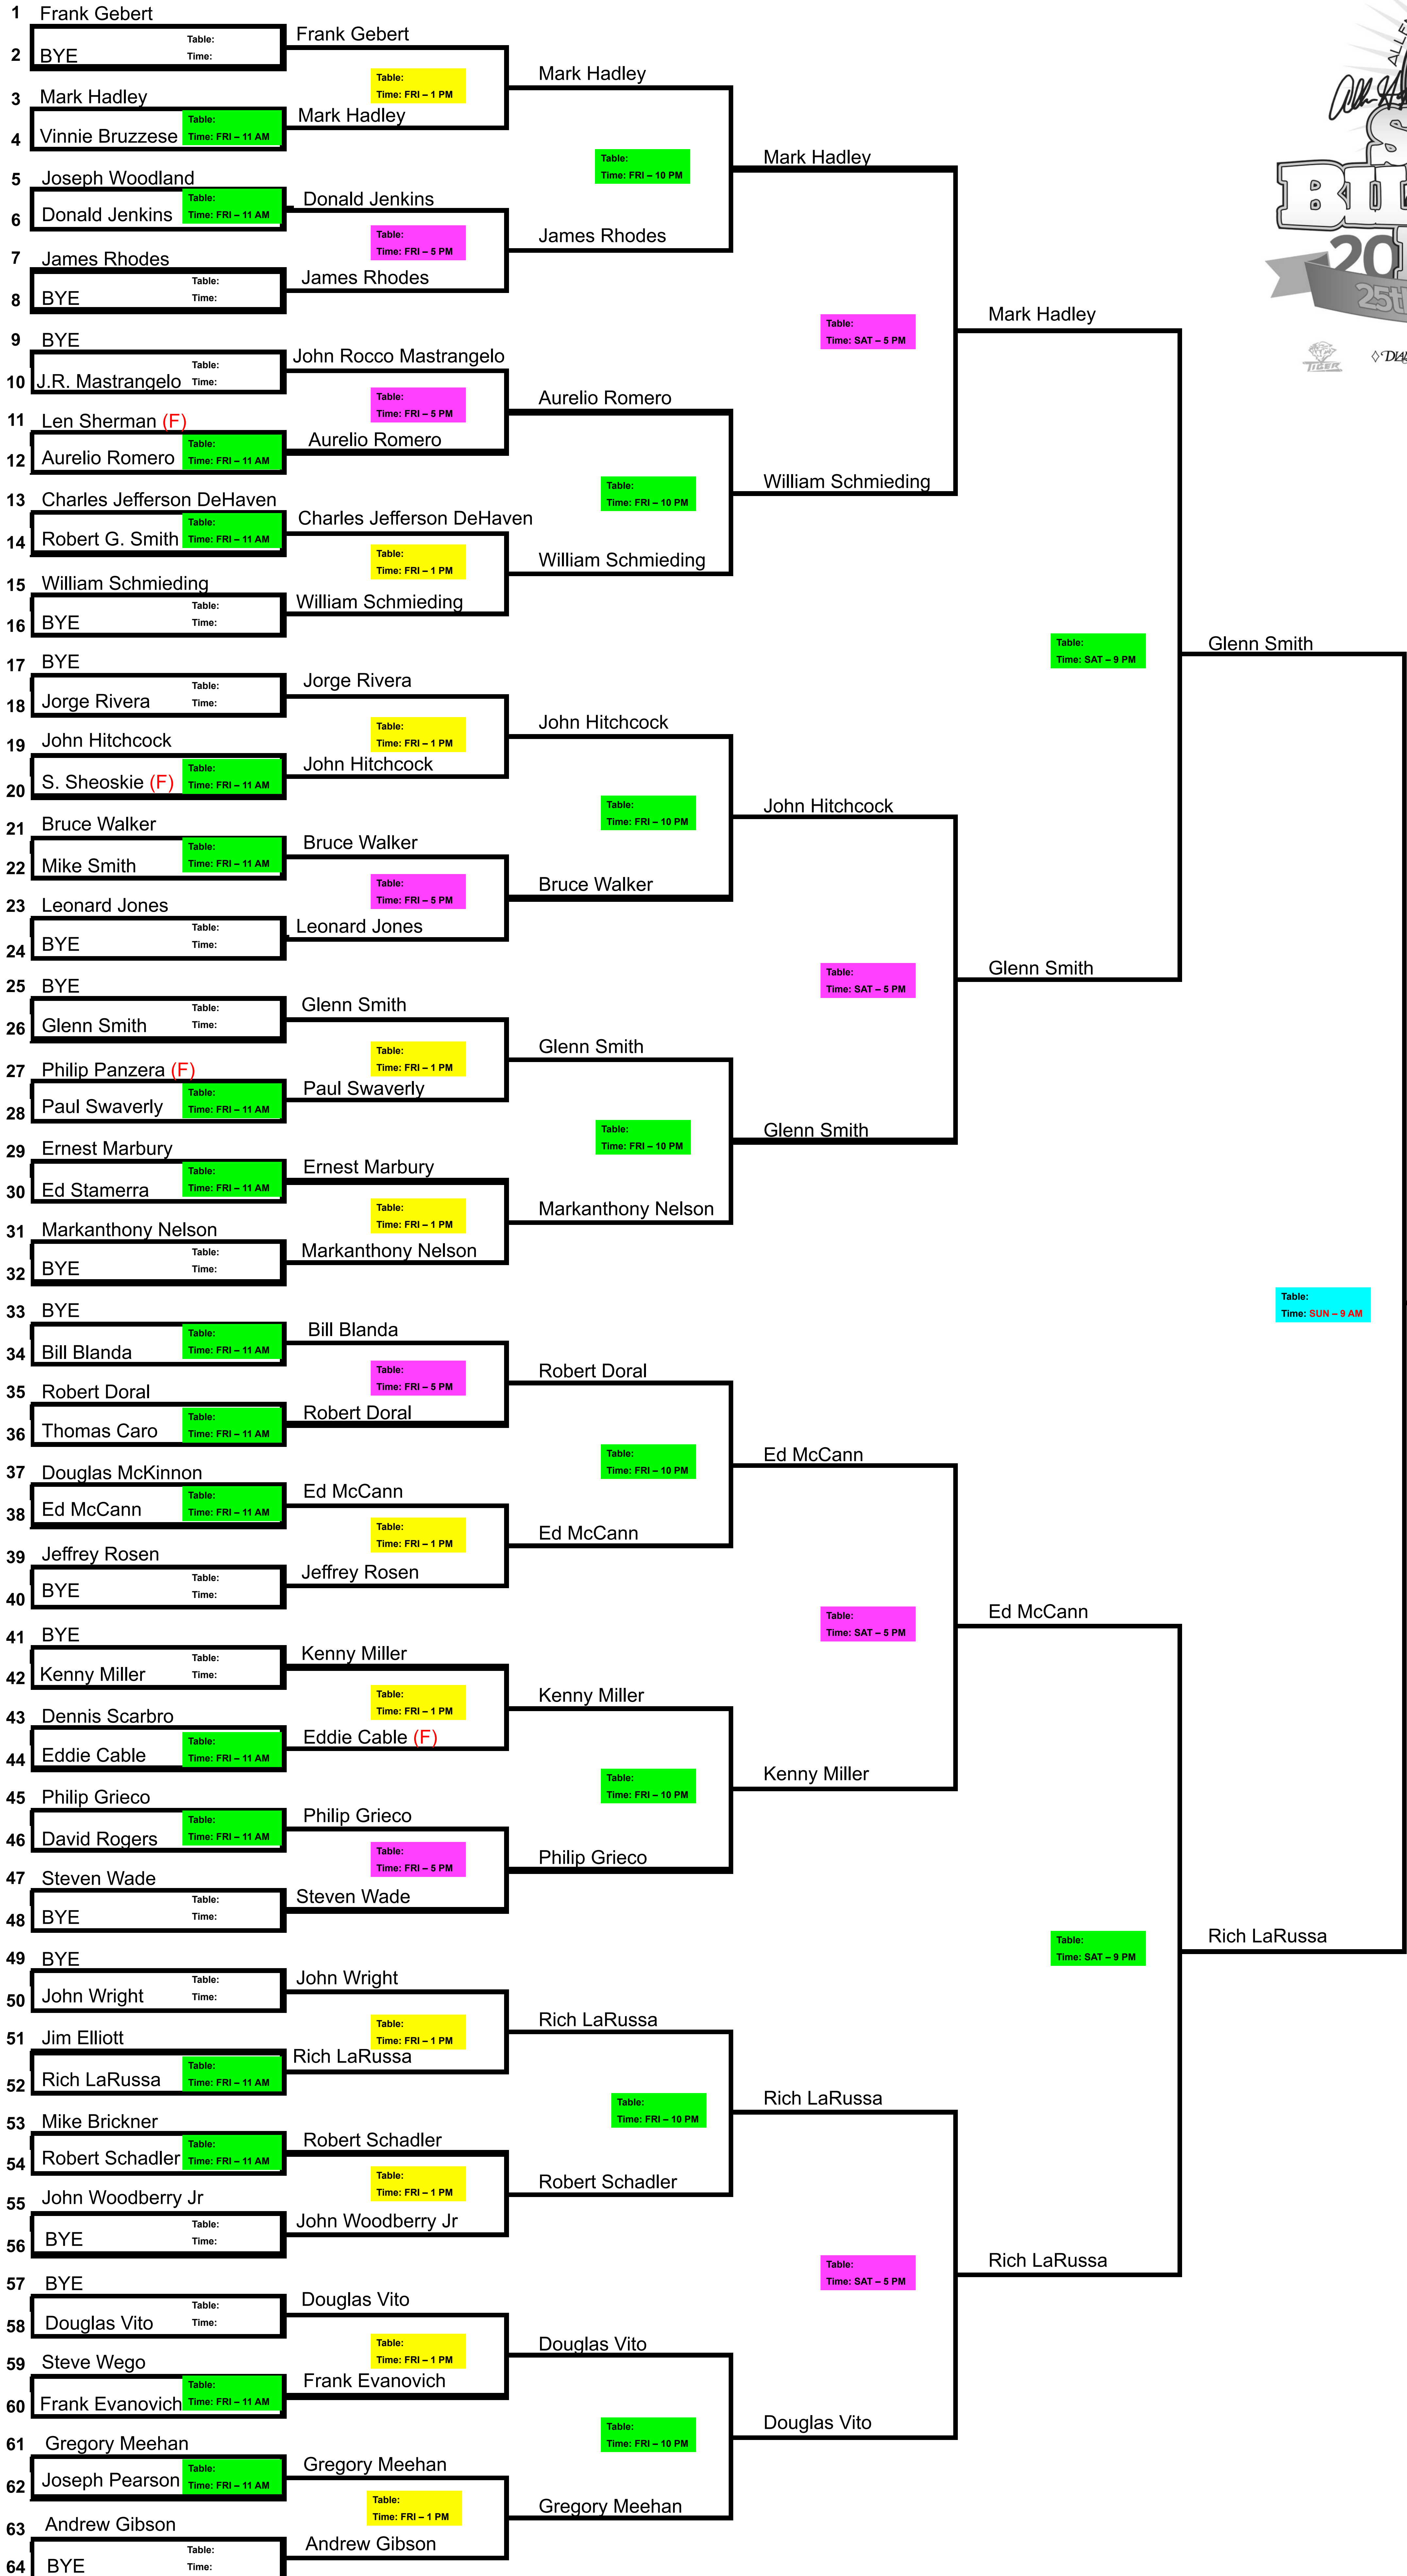 1 Frank Gebert
2 BYE
Table:
Time:
3 Mark Hadley
4 Vinnie Bruzzese
Table:
Time: FRI – 11 AM
5 Joseph Woodland
6 Donald Jenkins
Table:
Time: FRI – 11 AM
7 James Rhodes
8 BYE
Table:
Time:
9 BYE
10 J.R. Mastrangelo
Table:
Time:
11 Len Sherman (F)
12 Aurelio Romero
Table:
Time: FRI – 11 AM
13 Charles Jefferson DeHaven
14 Robert G. Smith
Table:
Time: FRI – 11 AM
15 William Schmieding
16 BYE
Table:
Time:
17 BYE
18 Jorge Rivera
Table:
Time:
19 John Hitchcock
20 S. Sheoskie (F)
Table:
Time: FRI – 11 AM
21 Bruce Walker
22 Mike Smith
Table:
Time: FRI – 11 AM
23 Leonard Jones
24 BYE
Table:
Time:
25 BYE
26 Glenn Smith
Table:
Time:
27 Philip Panzera (F)
28 Paul Swaverly
Table:
Time: FRI – 11 AM
29 Ernest Marbury
30 Ed Stamerra
Table:
Time: FRI – 11 AM
31 Markanthony Nelson
32 BYE
Table:
Time:
33 BYE
34 Bill Blanda
Table:
Time: FRI – 11 AM
35 Robert Doral
36 Thomas Caro
Table:
Time: FRI – 11 AM
37 Douglas McKinnon
38 Ed McCann
Table:
Time: FRI – 11 AM
39 Jeffrey Rosen
40 BYE
Table:
Time:
41 BYE
42 Kenny Miller
Table:
Time:
43 Dennis Scarbro
44 Eddie Cable
Table:
Time: FRI – 11 AM
45 Philip Grieco
46 David Rogers
Table:
Time: FRI – 11 AM
47 Steven Wade
48 BYE
Table:
Time:
49 BYE
50 John Wright
Table:
Time:
51 Jim Elliott
52 Rich LaRussa
Table:
Time: FRI – 11 AM
53 Mike Brickner
54 Robert Schadler
Table:
Time: FRI – 11 AM
55 John Woodberry Jr
56 BYE
Table:
Time:
57 BYE
58 Douglas Vito
Table:
Time:
59 Steve Wego
60 Frank Evanovich
Table:
Time: FRI – 11 AM
61 Gregory Meehan
62 Joseph Pearson
Table:
Time: FRI – 11 AM
63 Andrew Gibson
64 BYE
Table:
Time:
Frank Gebert
Table:
Time: FRI – 1 PM
Mark Hadley
Donald Jenkins
Table:
Time: FRI – 5 PM
James Rhodes
John Rocco Mastrangelo
Table:
Time: FRI – 5 PM
Aurelio Romero
Charles Jefferson DeHaven
Table:
Time: FRI – 1 PM
William Schmieding
Jorge Rivera
Table:
Time: FRI – 1 PM
John Hitchcock
Bruce Walker
Table:
Time: FRI – 5 PM
Leonard Jones
Glenn Smith
Table:
Time: FRI – 1 PM
Paul Swaverly
Ernest Marbury
Table:
Time: FRI – 1 PM
Markanthony Nelson
Bill Blanda
Table:
Time: FRI – 5 PM
Robert Doral
Ed McCann
Table:
Time: FRI – 1 PM
Jeffrey Rosen
Kenny Miller
Table:
Time: FRI – 1 PM
Eddie Cable (F)
Philip Grieco
Table:
Time: FRI – 5 PM
Steven Wade
John Wright
Table:
Time: FRI – 1 PM
Rich LaRussa
Robert Schadler
Table:
Time: FRI – 1 PM
John Woodberry Jr
Douglas Vito
Table:
Time: FRI – 1 PM
Frank Evanovich
Gregory Meehan
Table:
Time: FRI – 1 PM
Andrew Gibson
Mark Hadley
Table:
Time: FRI – 10 PM
James Rhodes
Aurelio Romero
Table:
Time: FRI – 10 PM
William Schmieding
John Hitchcock
Table:
Time: FRI – 10 PM
Bruce Walker
Glenn Smith
Table:
Time: FRI – 10 PM
Markanthony Nelson
Robert Doral
Table:
Time: FRI – 10 PM
Ed McCann
Kenny Miller
Table:
Time: FRI – 10 PM
Philip Grieco
Rich LaRussa
Table:
Time: FRI – 10 PM
Robert Schadler
Douglas Vito
Table:
Time: FRI – 10 PM
Gregory Meehan
Mark Hadley
Table:
Time: SAT – 5 PM
William Schmieding
John Hitchcock
Table:
Time: SAT – 5 PM
Glenn Smith
Ed McCann
Table:
Time: SAT – 5 PM
Kenny Miller
Rich LaRussa
Table:
Time: SAT – 5 PM
Douglas Vito
Mark Hadley
Table:
Time: SAT – 9 PM
Glenn Smith
Ed McCann
Table:
Time: SAT – 9 PM
Rich LaRussa
Glenn Smith
Table:
Time: SUN – 9 AM
Rich LaRussa
25th
TIGER